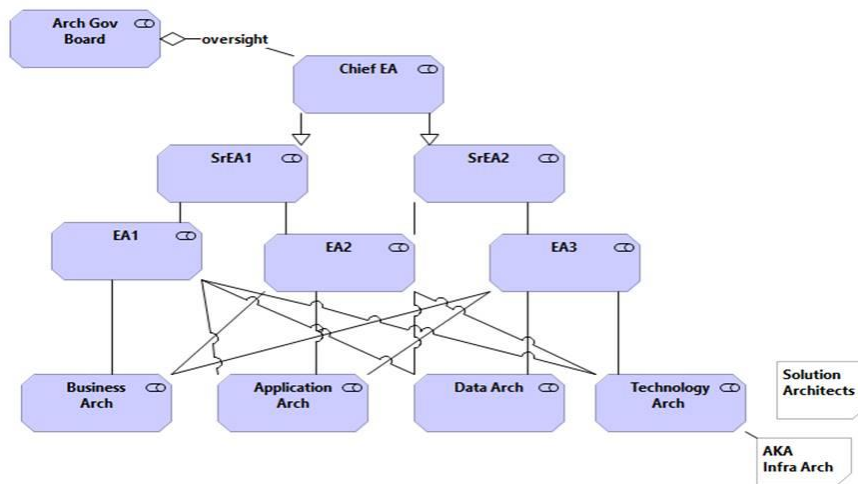 Arch Gov
Board
oversight
Chief EA
SrEA1
SrEA2
EA1
EA2
EA3
Business
Arch
Application
Arch
Data Arch
Technology
Arch
Solution
Architects
AKA
Infra Arch